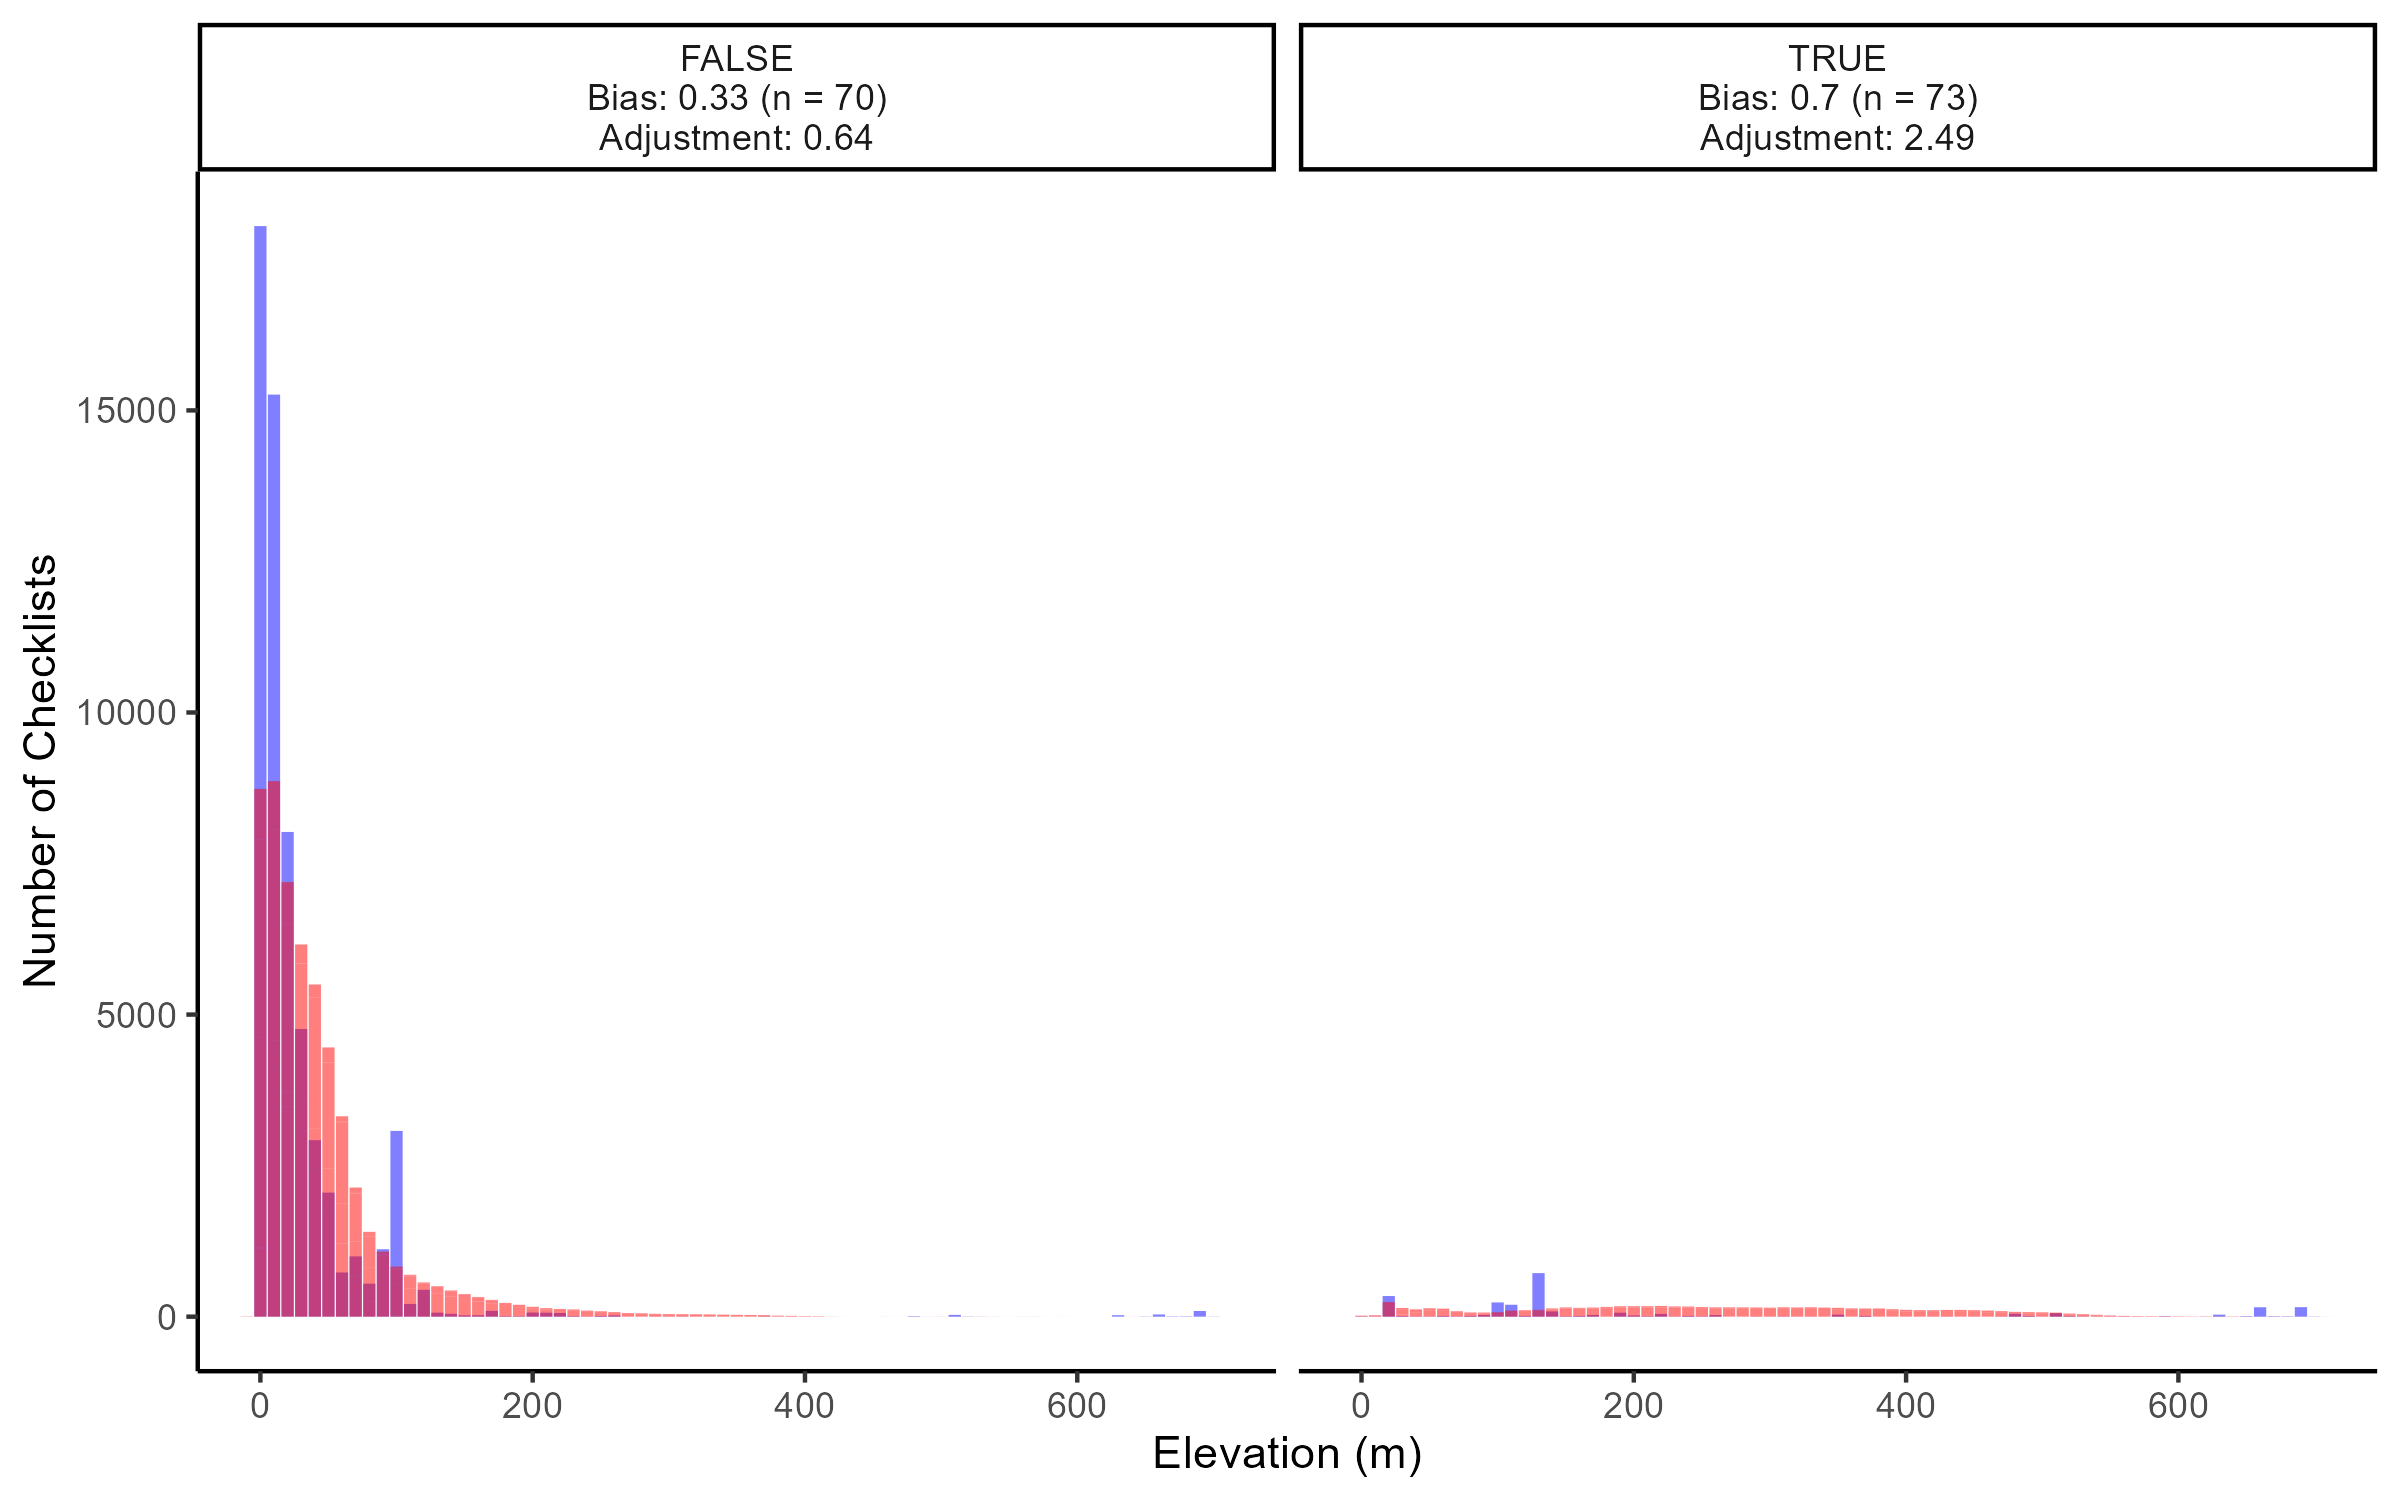 FALSE
Bias: 0.33 (n = 70)
Adjustment: 0.64
TRUE
Bias: 0.7 (n = 73)
Adjustment: 2.49
Number of Checklists
15000
10000
5000
0
0
200
400
600
0
200
400
600
Elevation (m)